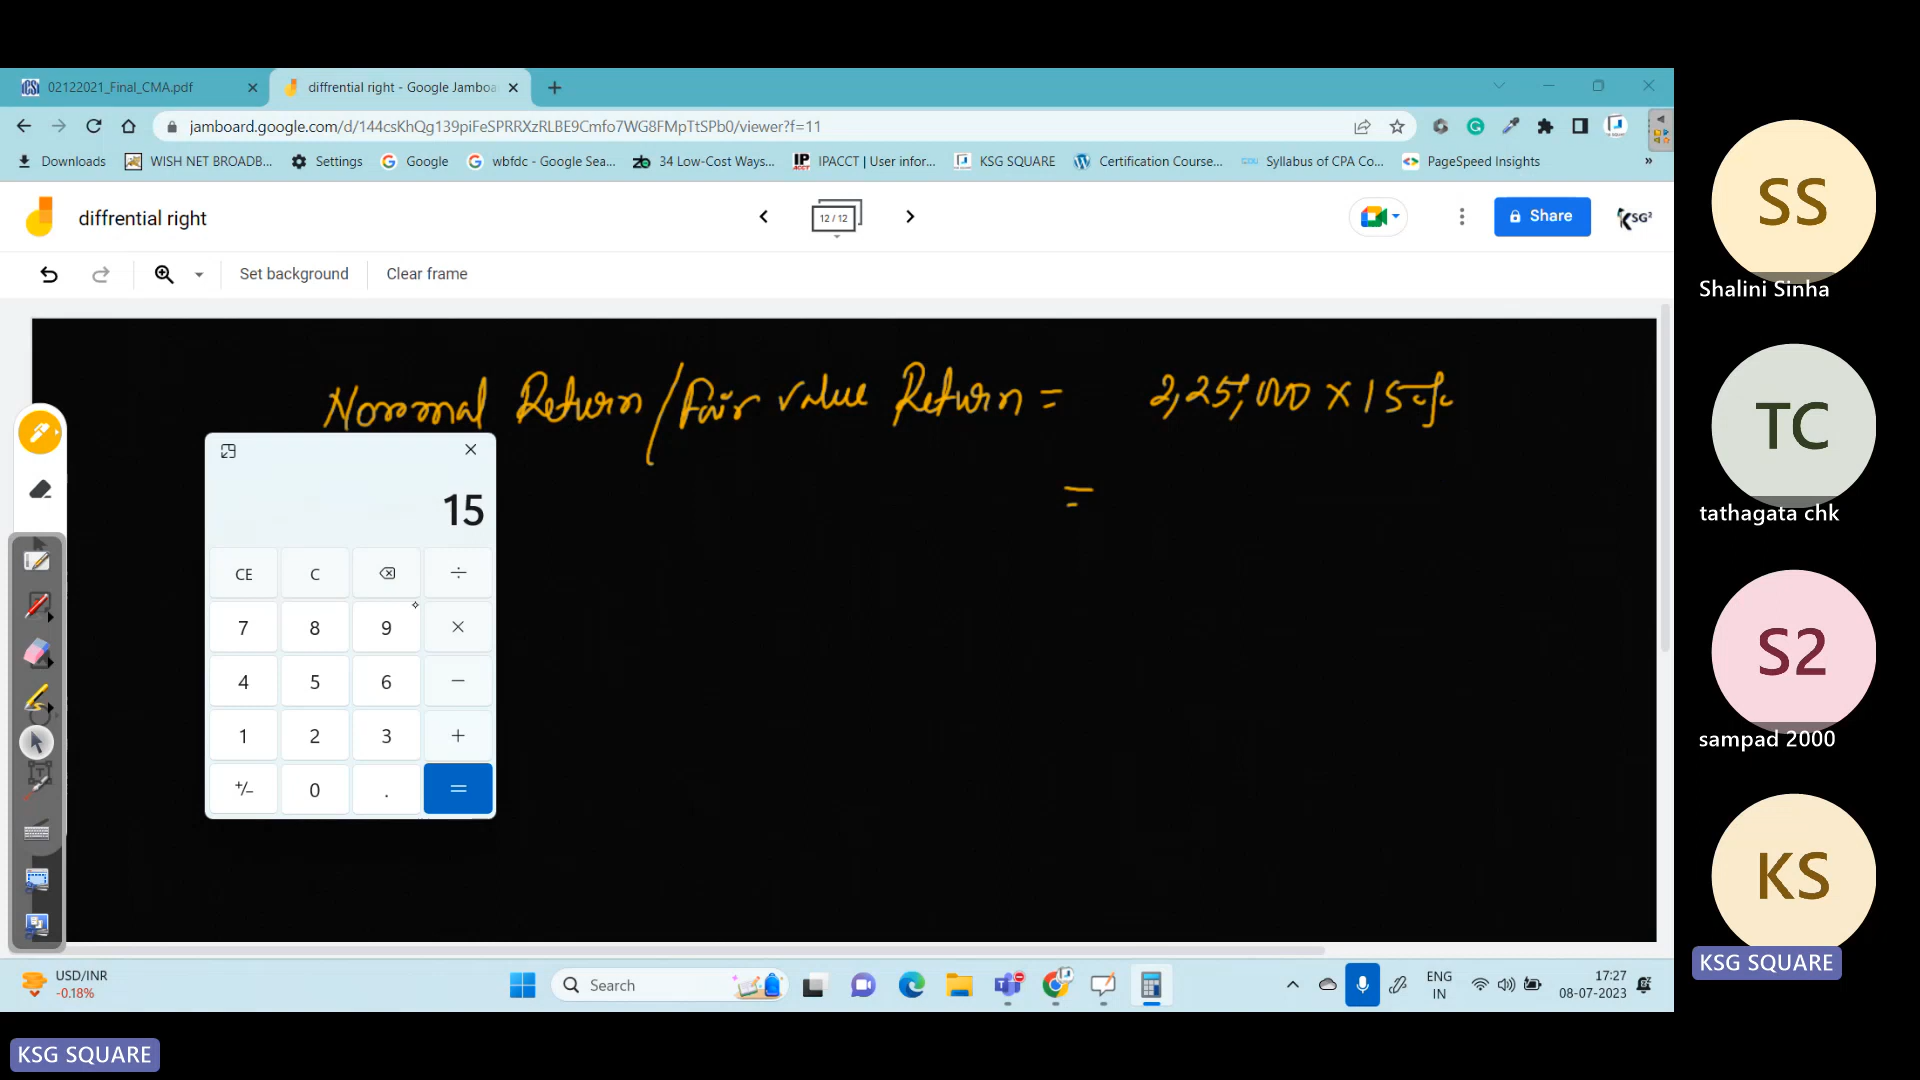 02122021_Final_CMA.pdf
diffrential right - Google Jamboa
jamboard.google.com/d/144csKhQg139piFeSPRRXzRLBE9Cmfo7WG8FMpTtSPb0/viewer?f=11
Downloads WISH NET BROADB... Settings Google wbfdc - Google Sea... 34 Low-Cost Ways... IPACCT | User infor... KSG SQUARE Certification Course... Syllabus of CPA Co... PageSpeed Insights »
diffrential right
12 / 12
Share
KSG²
Set background
Clear frame
Normal Return/Fair value Return = 2,25,000 × 15%
=
15
CE C ÷
7 8 9 ×
4 5 6 −
1 2 3 +
+/− 0 . =
SS
Shalini Sinha
TC
tathagata chk
S2
sampad 2000
KS
KSG SQUARE
USD/INR
-0.18%
Search
ENG
IN
17:27
08-07-2023
KSG SQUARE